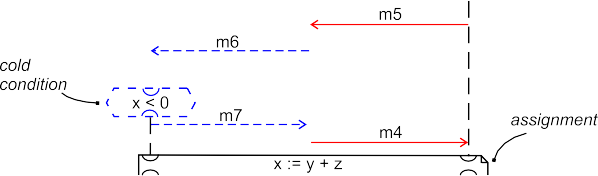 m5
m6
cold
condition
x < 0
m7
assignment
m4
x := y + z